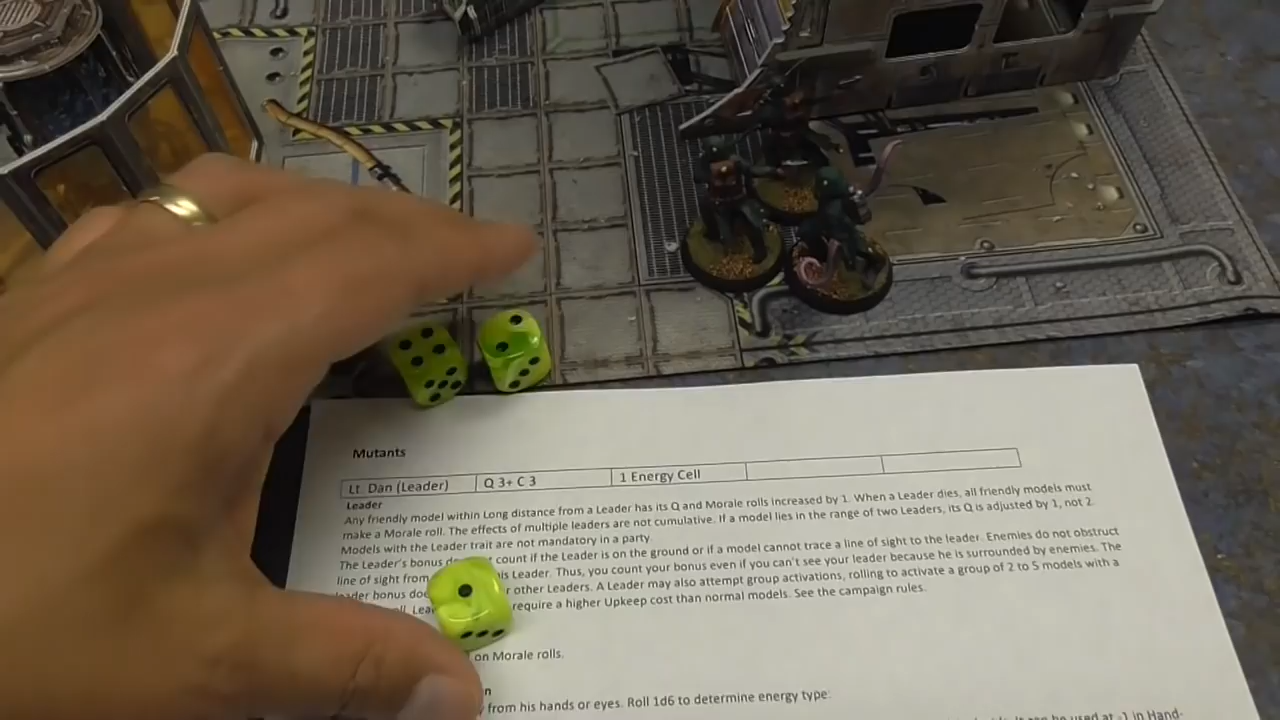 Mutants
Lt Dan (Leader) Q 3+ C 3 1 Energy Cell
Leader
Any friendly model within Long distance from a Leader has its Q and Morale rolls increased by 1. When a Leader dies, all friendly models must
make a Morale roll. The effects of multiple leaders are not cumulative. If a model lies in the range of two Leaders, its Q is adjusted by 1, not 2.
Models with the Leader trait are not mandatory in a party
The Leader's bonus count if the Leader is on the ground or if a model cannot trace a line of sight to the leader. Enemies do not obstruct
line of sight from Leader. Thus, you count your bonus even if you can't see your leader because he is surrounded by enemies. The
bonus other Leaders. A Leader may also attempt group activations, rolling to activate a group of 2 to 5 models with a
require a higher Upkeep cost than normal models. See the campaign rules.
on Morale rolls.
from his hands or eyes. Roll 1d6 to determine energy type:
be used at -1 in Hand-